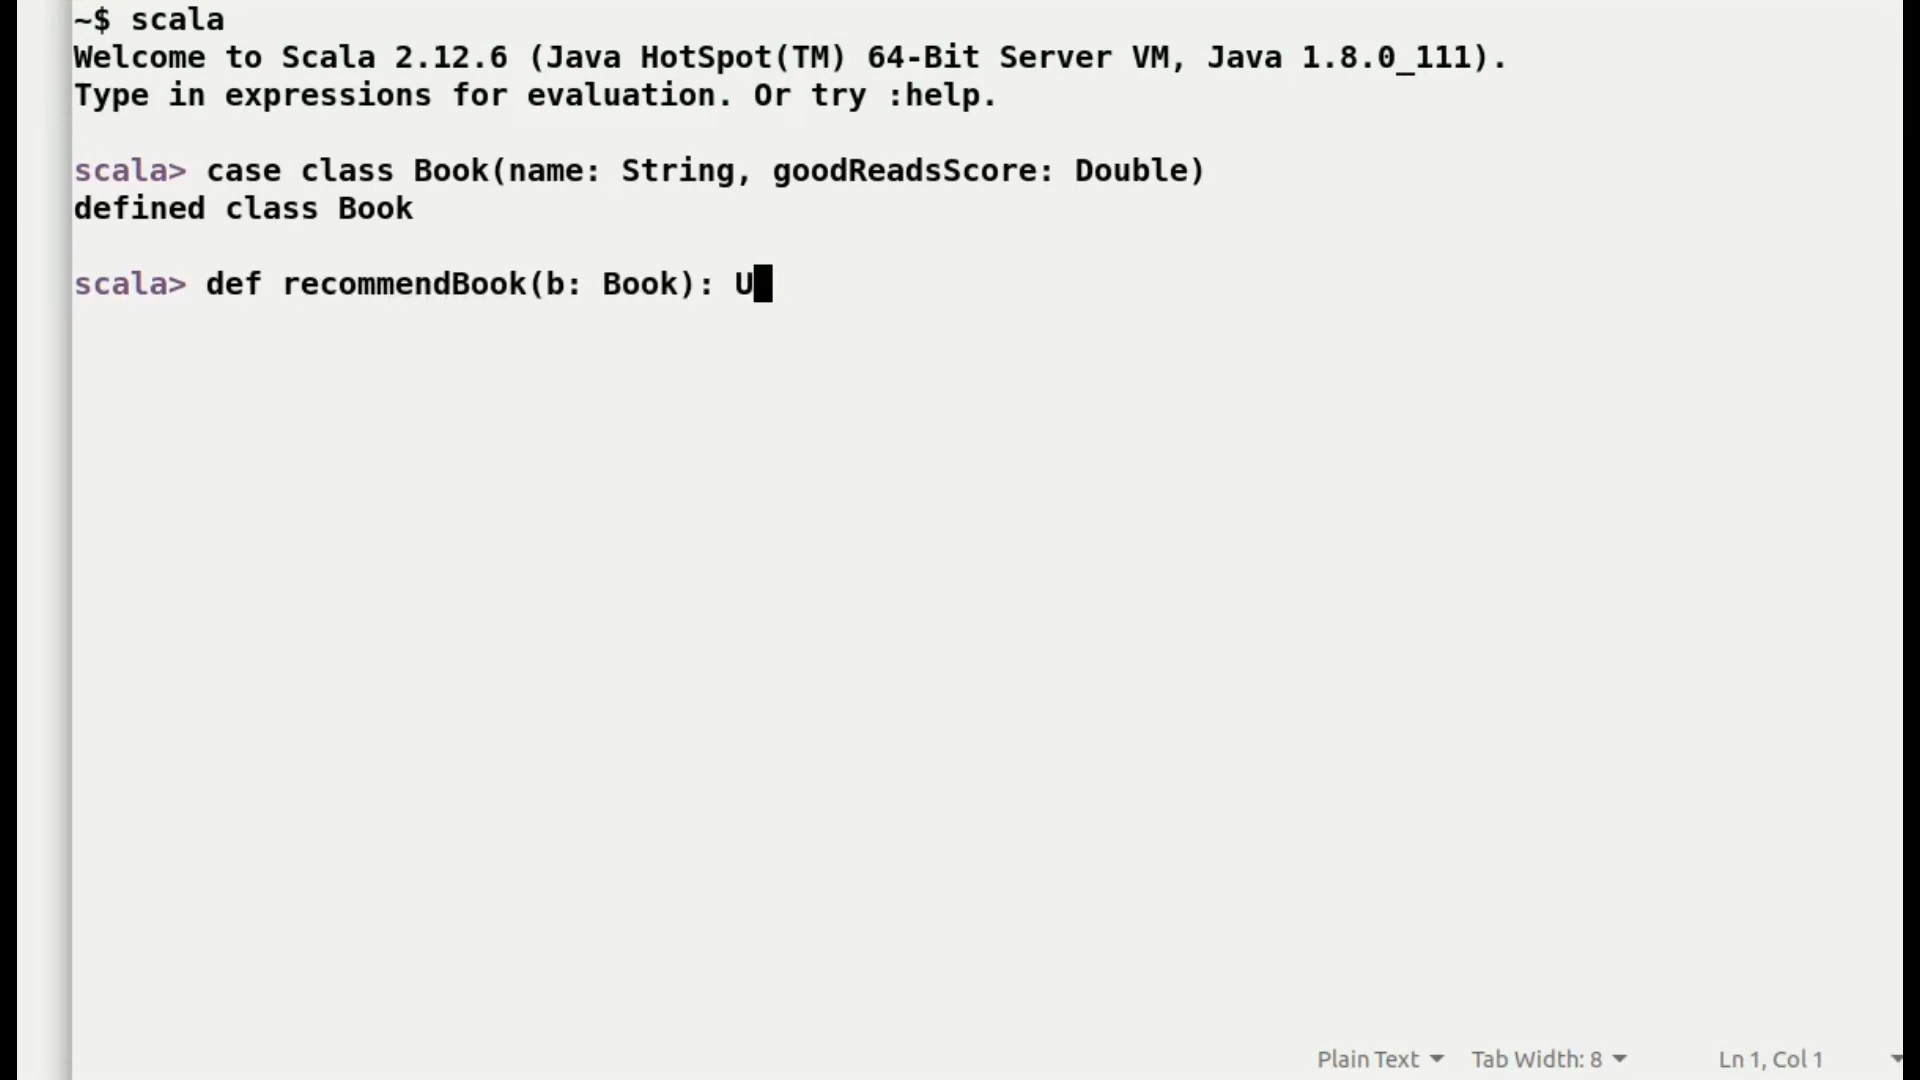 ~$ scala
Welcome to Scala 2.12.6 (Java HotSpot(TM) 64-Bit Server VM, Java 1.8.0_111).
Type in expressions for evaluation. Or try :help.
scala> case class Book(name: String, goodReadsScore: Double)
defined class Book
scala> def recommendBook(b: Book): U
Plain Text Tab Width: 8 Ln 1, Col 1